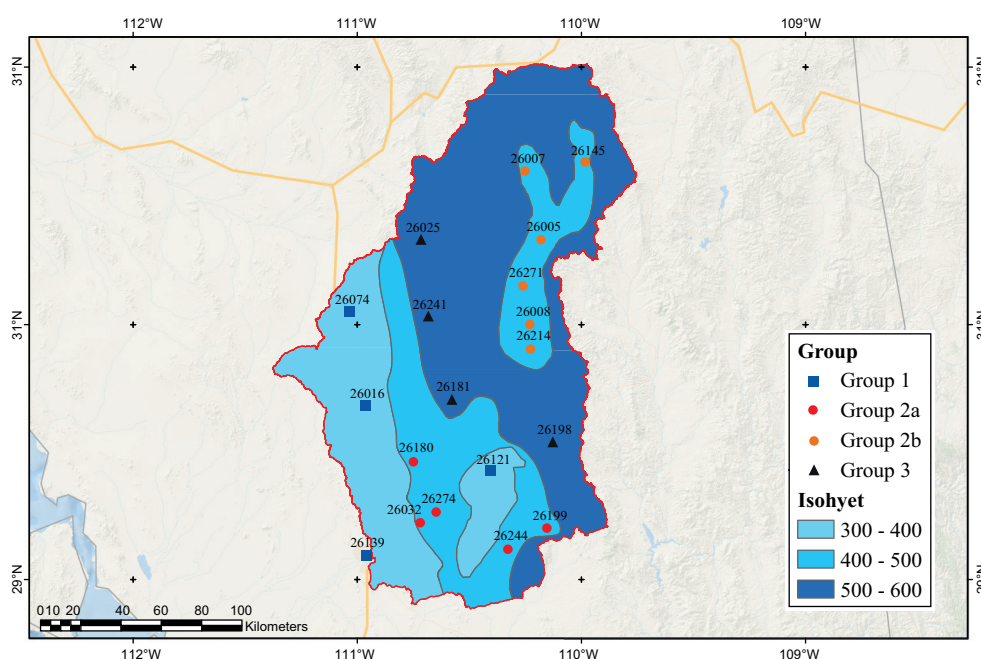 112°W 111°W 110°W 109°W
31°N 31°N
26007 26145
26025 26005
26271
26074 26241 26008
31°N 31°N
26214
26016 26181
26198
26180 26121
26274
26032 26199
26244
26139
29°N 29°N
Group
Group 1
Group 2a
Group 2b
Group 3
Isohyet
300 - 400
400 - 500
500 - 600
010 20 40 60 80 100
Kilometers
112°W 111°W 110°W 109°W